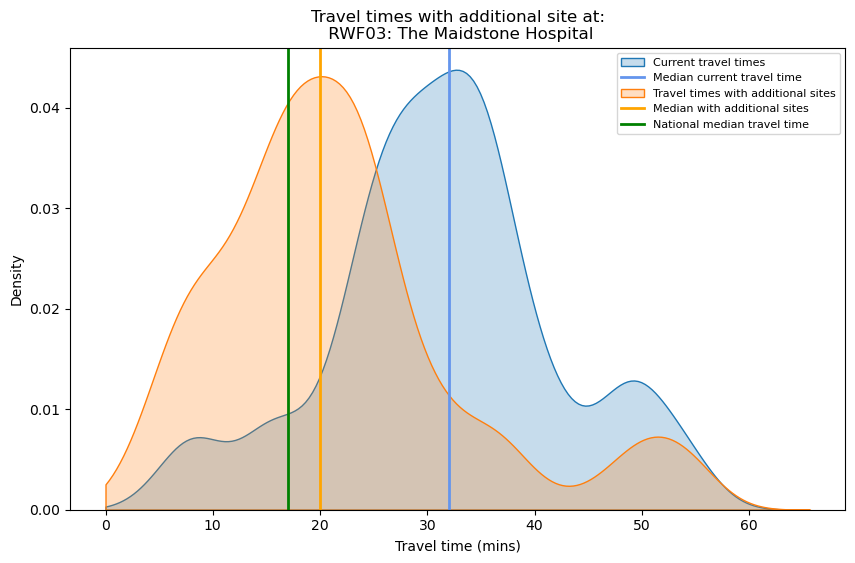 Travel times with additional site at:
RWF03: The Maidstone Hospital
Current travel times
Median current travel time
Travel times with additional sites
Median with additional sites
National median travel time
Density
0.04
0.03
0.02
0.01
0.00
0 10 20 30 40 50 60
Travel time (mins)